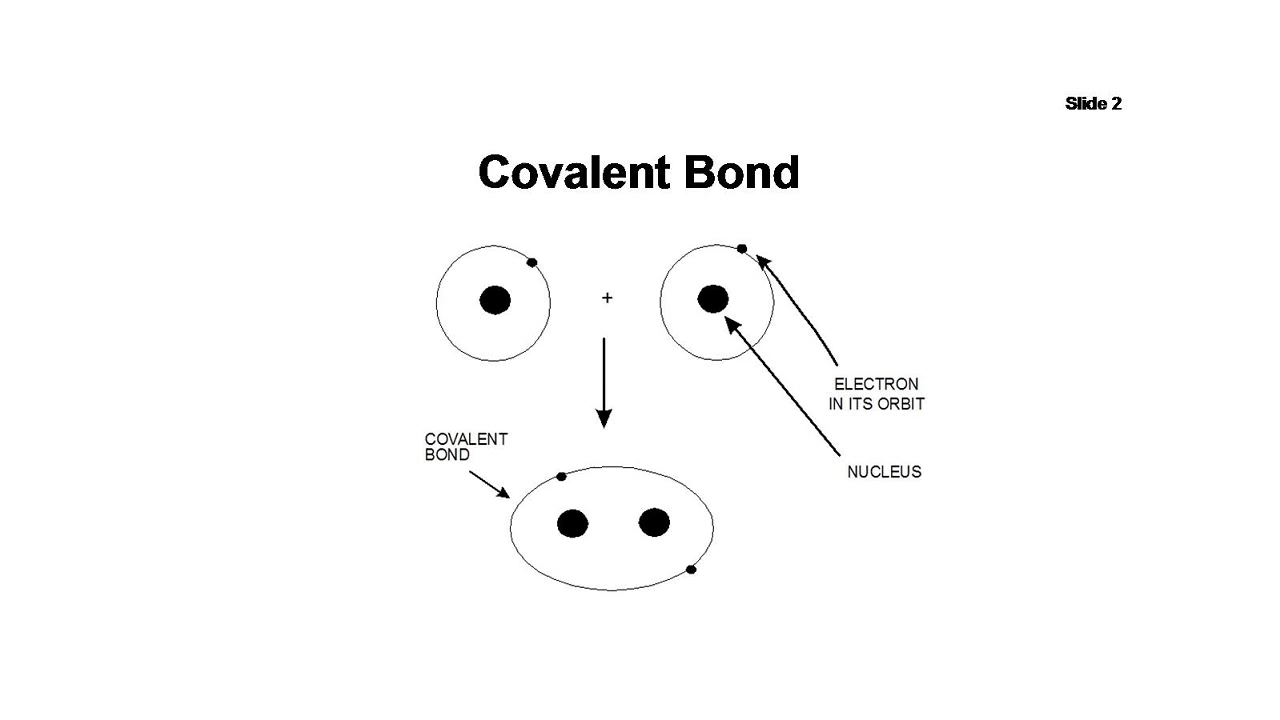 Slide 2
Covalent Bond
+
ELECTRON
IN ITS ORBIT
COVALENT
BOND
NUCLEUS